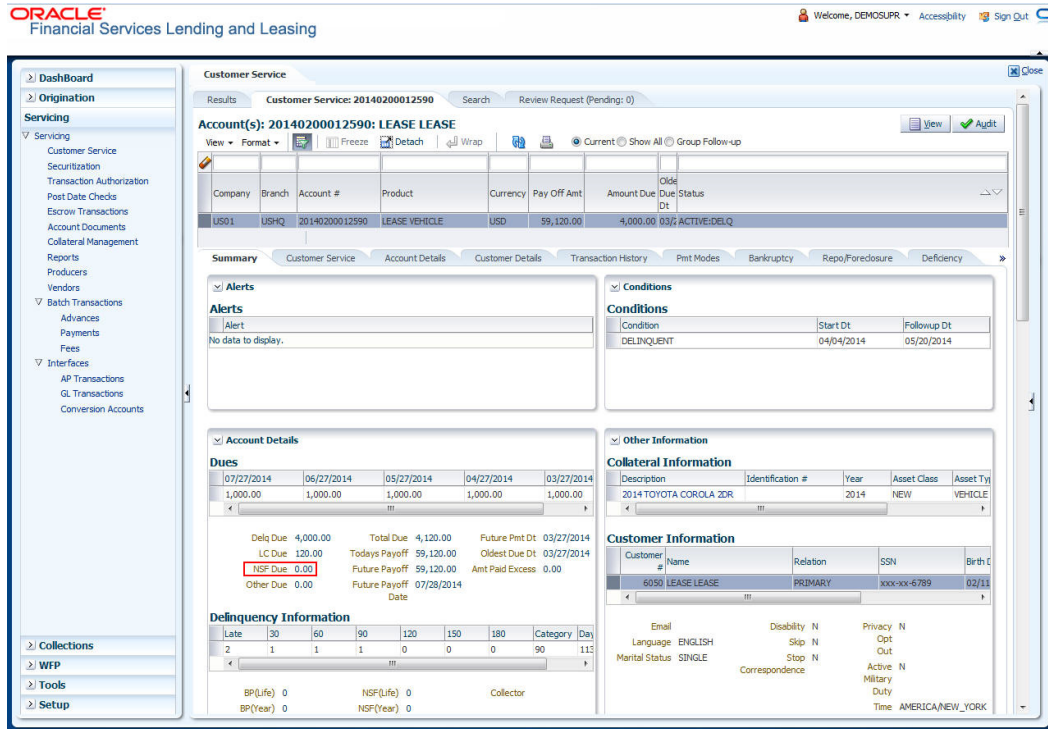 ORACLE
Financial Services Lending and Leasing
Welcome, DEMOSUPR Accessibility Sign Out
Close
DashBoard
Origination
Servicing
Servicing
Customer Service
Securitization
Transaction Authorization
Post Date Checks
Escrow Transactions
Account Documents
Collateral Management
Reports
Producers
Vendors
Batch Transactions
Advances
Payments
Fees
Interfaces
AP Transactions
GL Transactions
Conversion Accounts
Collections
WFP
Tools
Setup
Customer Service
Results Customer Service: 20140200012590 Search Review Request (Pending: 0)
Account(s): 20140200012590: LEASE LEASE
View Audit
View Format Freeze Detach Wrap Current Show All Group Follow-up
Company Branch Account # Product Currency Pay Off Amt Amount Due Olde Due Dt Status
US01 USHQ 20140200012590 LEASE VEHICLE USD 59,120.00 4,000.00 03/2 ACTIVE:DELQ
Summary Customer Service Account Details Customer Details Transaction History Pmt Modes Bankruptcy Repo/Foreclosure Deficiency »
Alerts
Alerts
Alert
No data to display.
Conditions
Conditions
Condition Start Dt Followup Dt
DELINQUENT 04/04/2014 05/20/2014
Account Details
Dues
07/27/2014 06/27/2014 05/27/2014 04/27/2014 03/27/2014
1,000.00 1,000.00 1,000.00 1,000.00 1,000.00
Delq Due 4,000.00 Total Due 4,120.00 Future Pmt Dt 03/27/2014
LC Due 120.00 Todays Payoff 59,120.00 Oldest Due Dt 03/27/2014
NSF Due 0.00 Future Payoff 59,120.00 Amt Paid Excess 0.00
Other Due 0.00 Future Payoff Date 07/28/2014
Delinquency Information
Late 30 60 90 120 150 180 Category Day
2 1 1 1 0 0 0 90 113
BP(Life) 0 NSF(Life) 0 Collector
BP(Year) 0 NSF(Year) 0
Other Information
Collateral Information
Description Identification # Year Asset Class Asset Ty
2014 TOYOTA COROLA 2DR 2014 NEW VEHICLE
Customer Information
Customer # Name Relation SSN Birth D
6050 LEASE LEASE PRIMARY xxx-xx-6789 02/11
Email Disability N Privacy Opt Out N
Language ENGLISH Skip N
Marital Status SINGLE Stop Correspondence N
Active Military Duty N
Time AMERICA/NEW_YORK